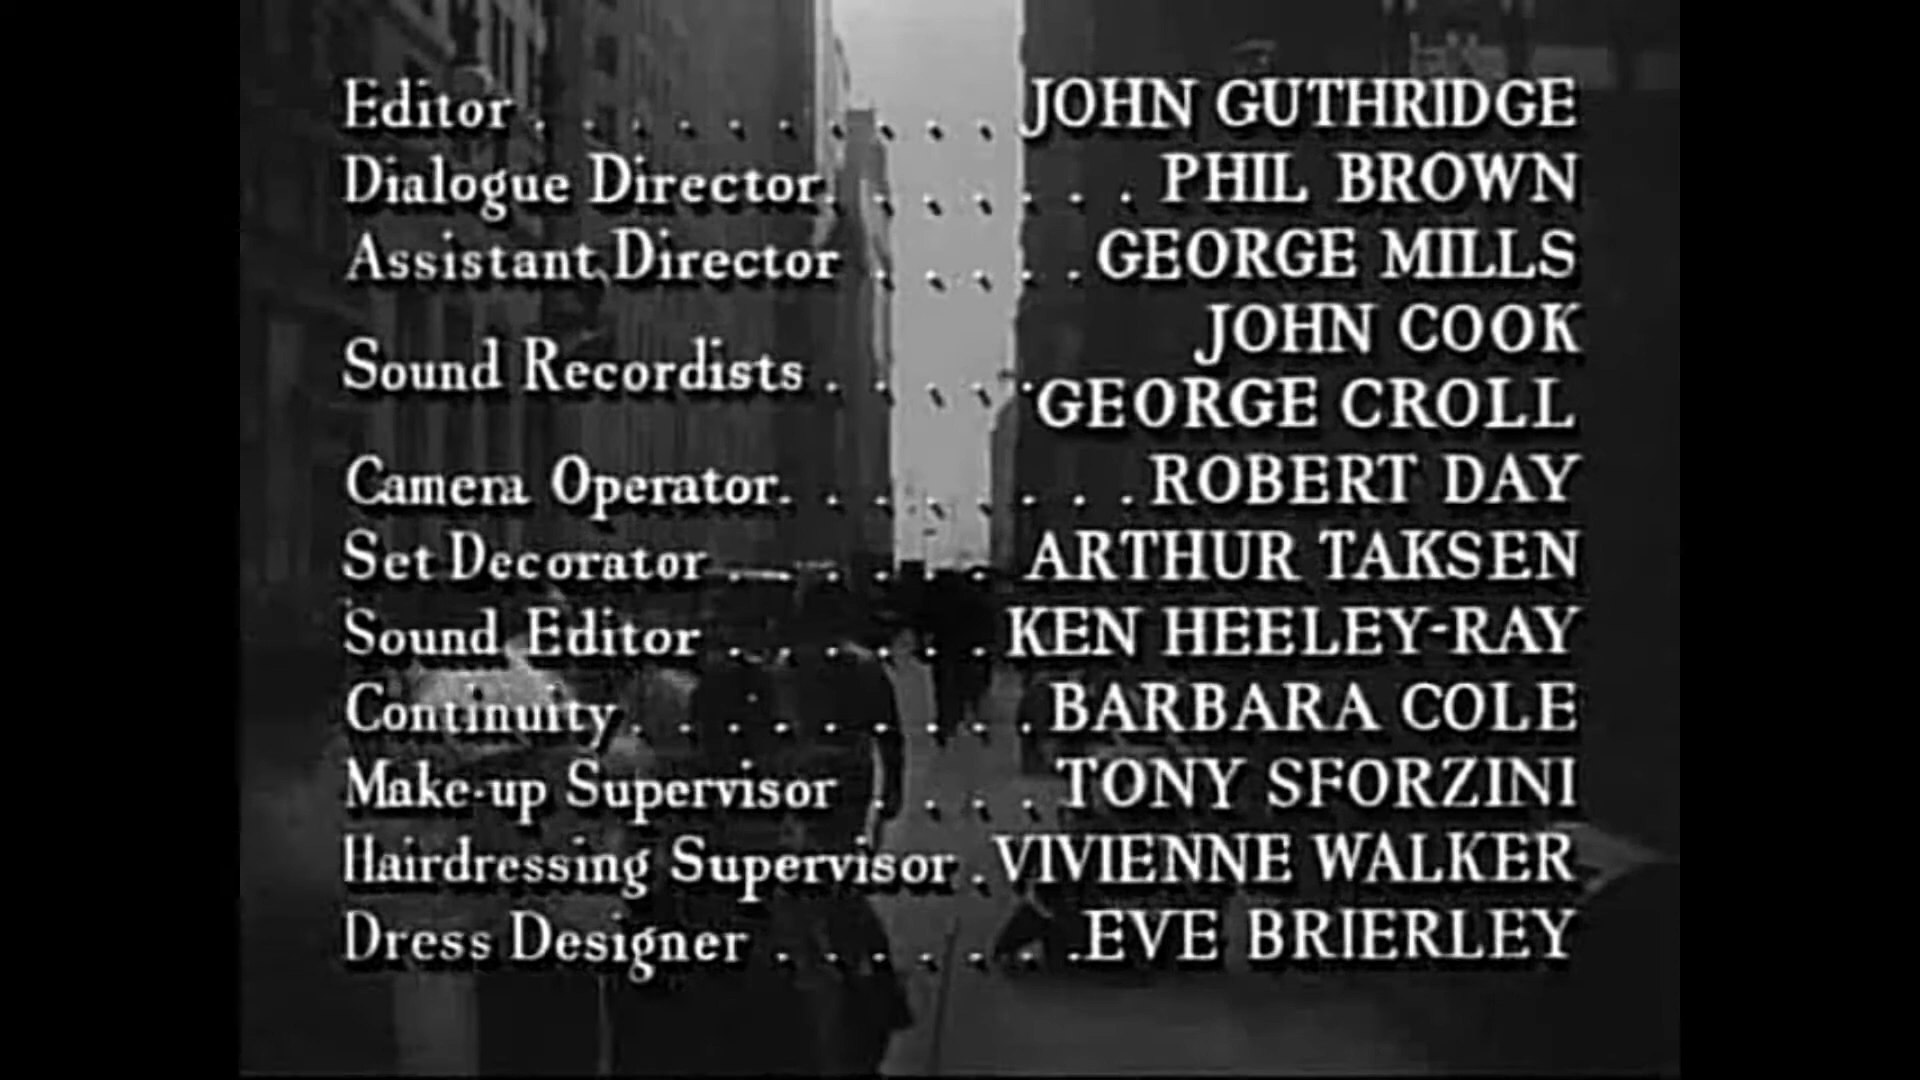 Editor . . . . . . . . . . JOHN GUTHRIDGE
Dialogue Director. . . . . . . PHIL BROWN
Assistant Director . . . . . GEORGE MILLS
JOHN COOK
Sound Recordists . . . . .
GEORGE CROLL
Camera Operator. . . . . . . . ROBERT DAY
Set Decorator . . . . . . ARTHUR TAKSEN
Sound Editor . . . . . . KEN HEELEY-RAY
Continuity. . . . . . . . . BARBARA COLE
Make-up Supervisor . . . . TONY SFORZINI
Hairdressing Supervisor . VIVIENNE WALKER
Dress Designer . . . . . . . EVE BRIERLEY